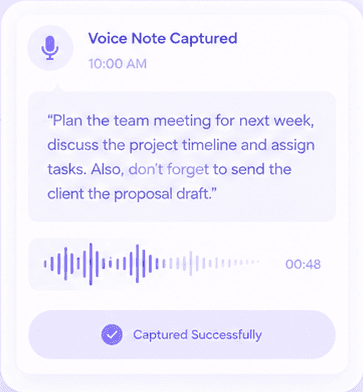 Voice Note Captured
10:00 AM
“Plan the team meeting for next week,
discuss the project timeline and assign
tasks. Also, don't forget to send the
client the proposal draft.”
00:48
Captured Successfully